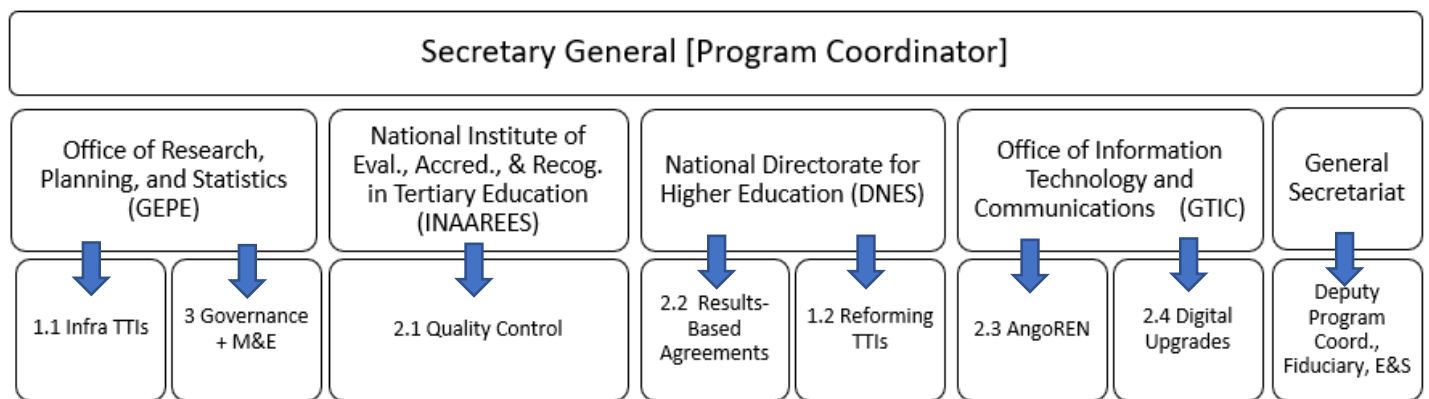 Secretary General [Program Coordinator]
Office of Research,
Planning, and Statistics
(GEPE)
National Institute of
Eval., Accred., & Recog.
in Tertiary Education
(INAAREES)
National Directorate for
Higher Education (DNES)
Office of Information
Technology and
Communications (GTIC)
General
Secretariat
1.1 Infra TTIs
3 Governance
+ M&E
2.1 Quality Control
2.2 Results-
Based
Agreements
1.2 Reforming
TTIs
2.3 AngoREN
2.4 Digital
Upgrades
Deputy
Program
Coord.,
Fiduciary, E&S